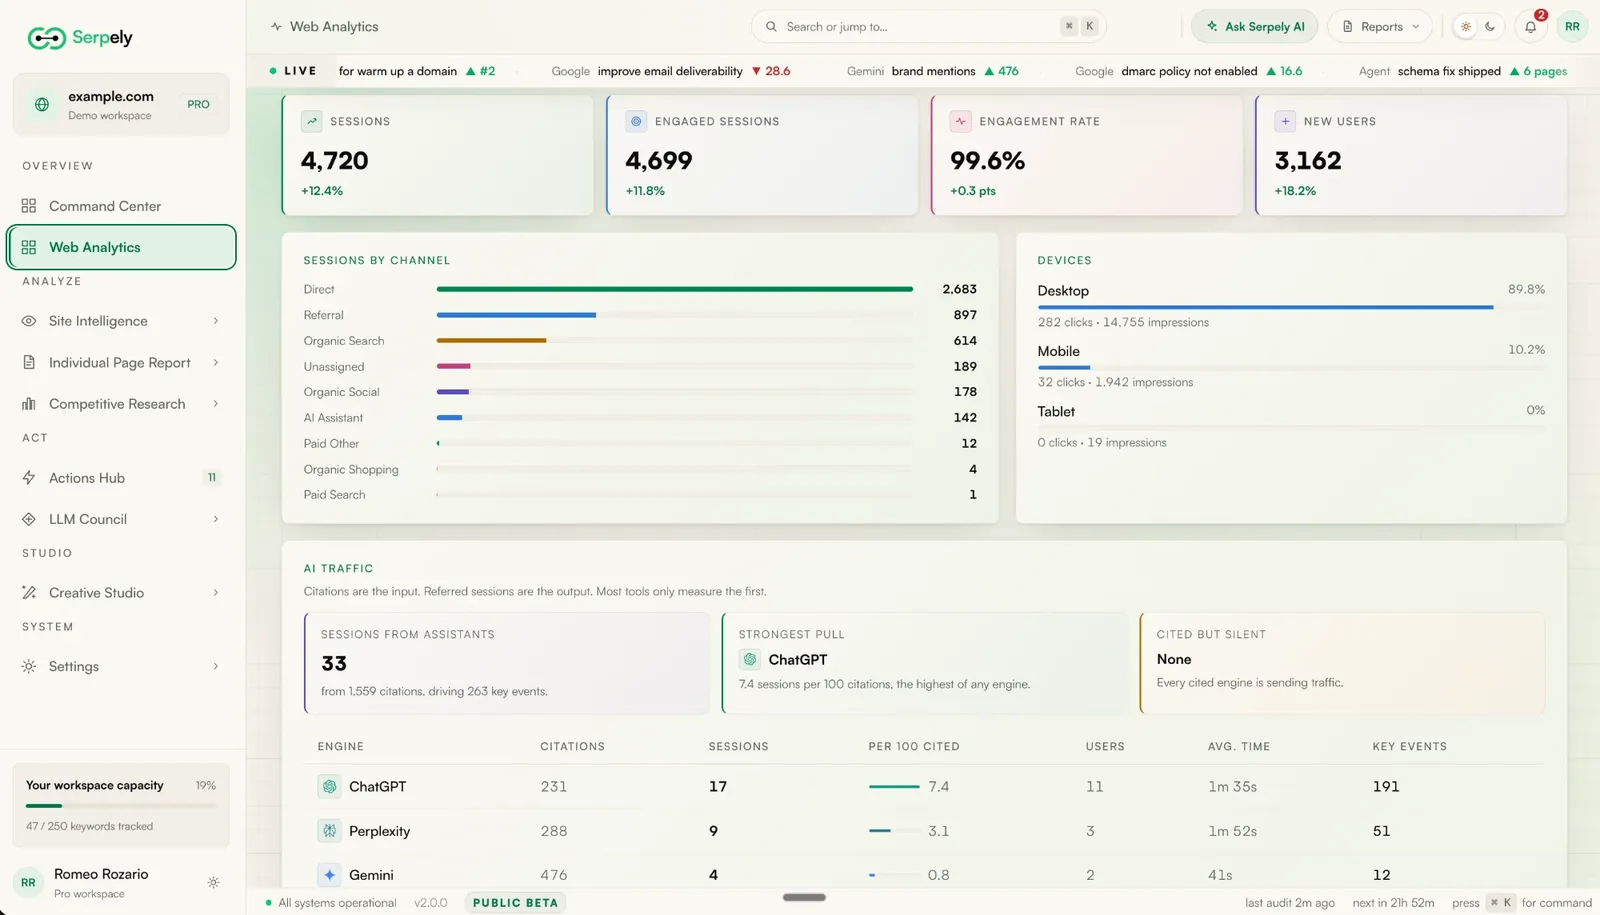 Serpely
example.com
Demo workspace
PRO
OVERVIEW
Command Center
Web Analytics
ANALYZE
Site Intelligence
Individual Page Report
Competitive Research
ACT
Actions Hub
11
LLM Council
STUDIO
Creative Studio
SYSTEM
Settings
Your workspace capacity 19%
47 / 250 keywords tracked
RR
Romeo Rozario
Pro workspace
Web Analytics
Search or jump to...
⌘ K
Ask Serpely AI
Reports
2
RR
LIVE for warm up a domain ▲ #2 · Google improve email deliverability ▼ 28.6 Gemini brand mentions ▲ 476 · Google dmarc policy not enabled ▲ 16.6 · Agent schema fix shipped ▲ 6 pages
SESSIONS
4,720
+12.4%
ENGAGED SESSIONS
4,699
+11.8%
ENGAGEMENT RATE
99.6%
+0.3 pts
NEW USERS
3,162
+18.2%
SESSIONS BY CHANNEL
Direct 2,683
Referral 897
Organic Search 614
Unassigned 189
Organic Social 178
AI Assistant 142
Paid Other 12
Organic Shopping 4
Paid Search 1
DEVICES
Desktop 89.8%
282 clicks · 14,755 impressions
Mobile 10.2%
32 clicks · 1,942 impressions
Tablet 0%
0 clicks · 19 impressions
AI TRAFFIC
Citations are the input. Referred sessions are the output. Most tools only measure the first.
SESSIONS FROM ASSISTANTS
33
from 1,559 citations, driving 263 key events.
STRONGEST PULL
ChatGPT
7.4 sessions per 100 citations, the highest of any engine.
CITED BUT SILENT
None
Every cited engine is sending traffic.
ENGINE CITATIONS SESSIONS PER 100 CITED USERS AVG. TIME KEY EVENTS
ChatGPT 231 17 7.4 11 1m 35s 191
Perplexity 288 9 3.1 3 1m 52s 51
Gemini 476 4 0.8 2 41s 12
All systems operational v2.0.0 PUBLIC BETA last audit 2m ago next in 21h 52m press ⌘ K for command